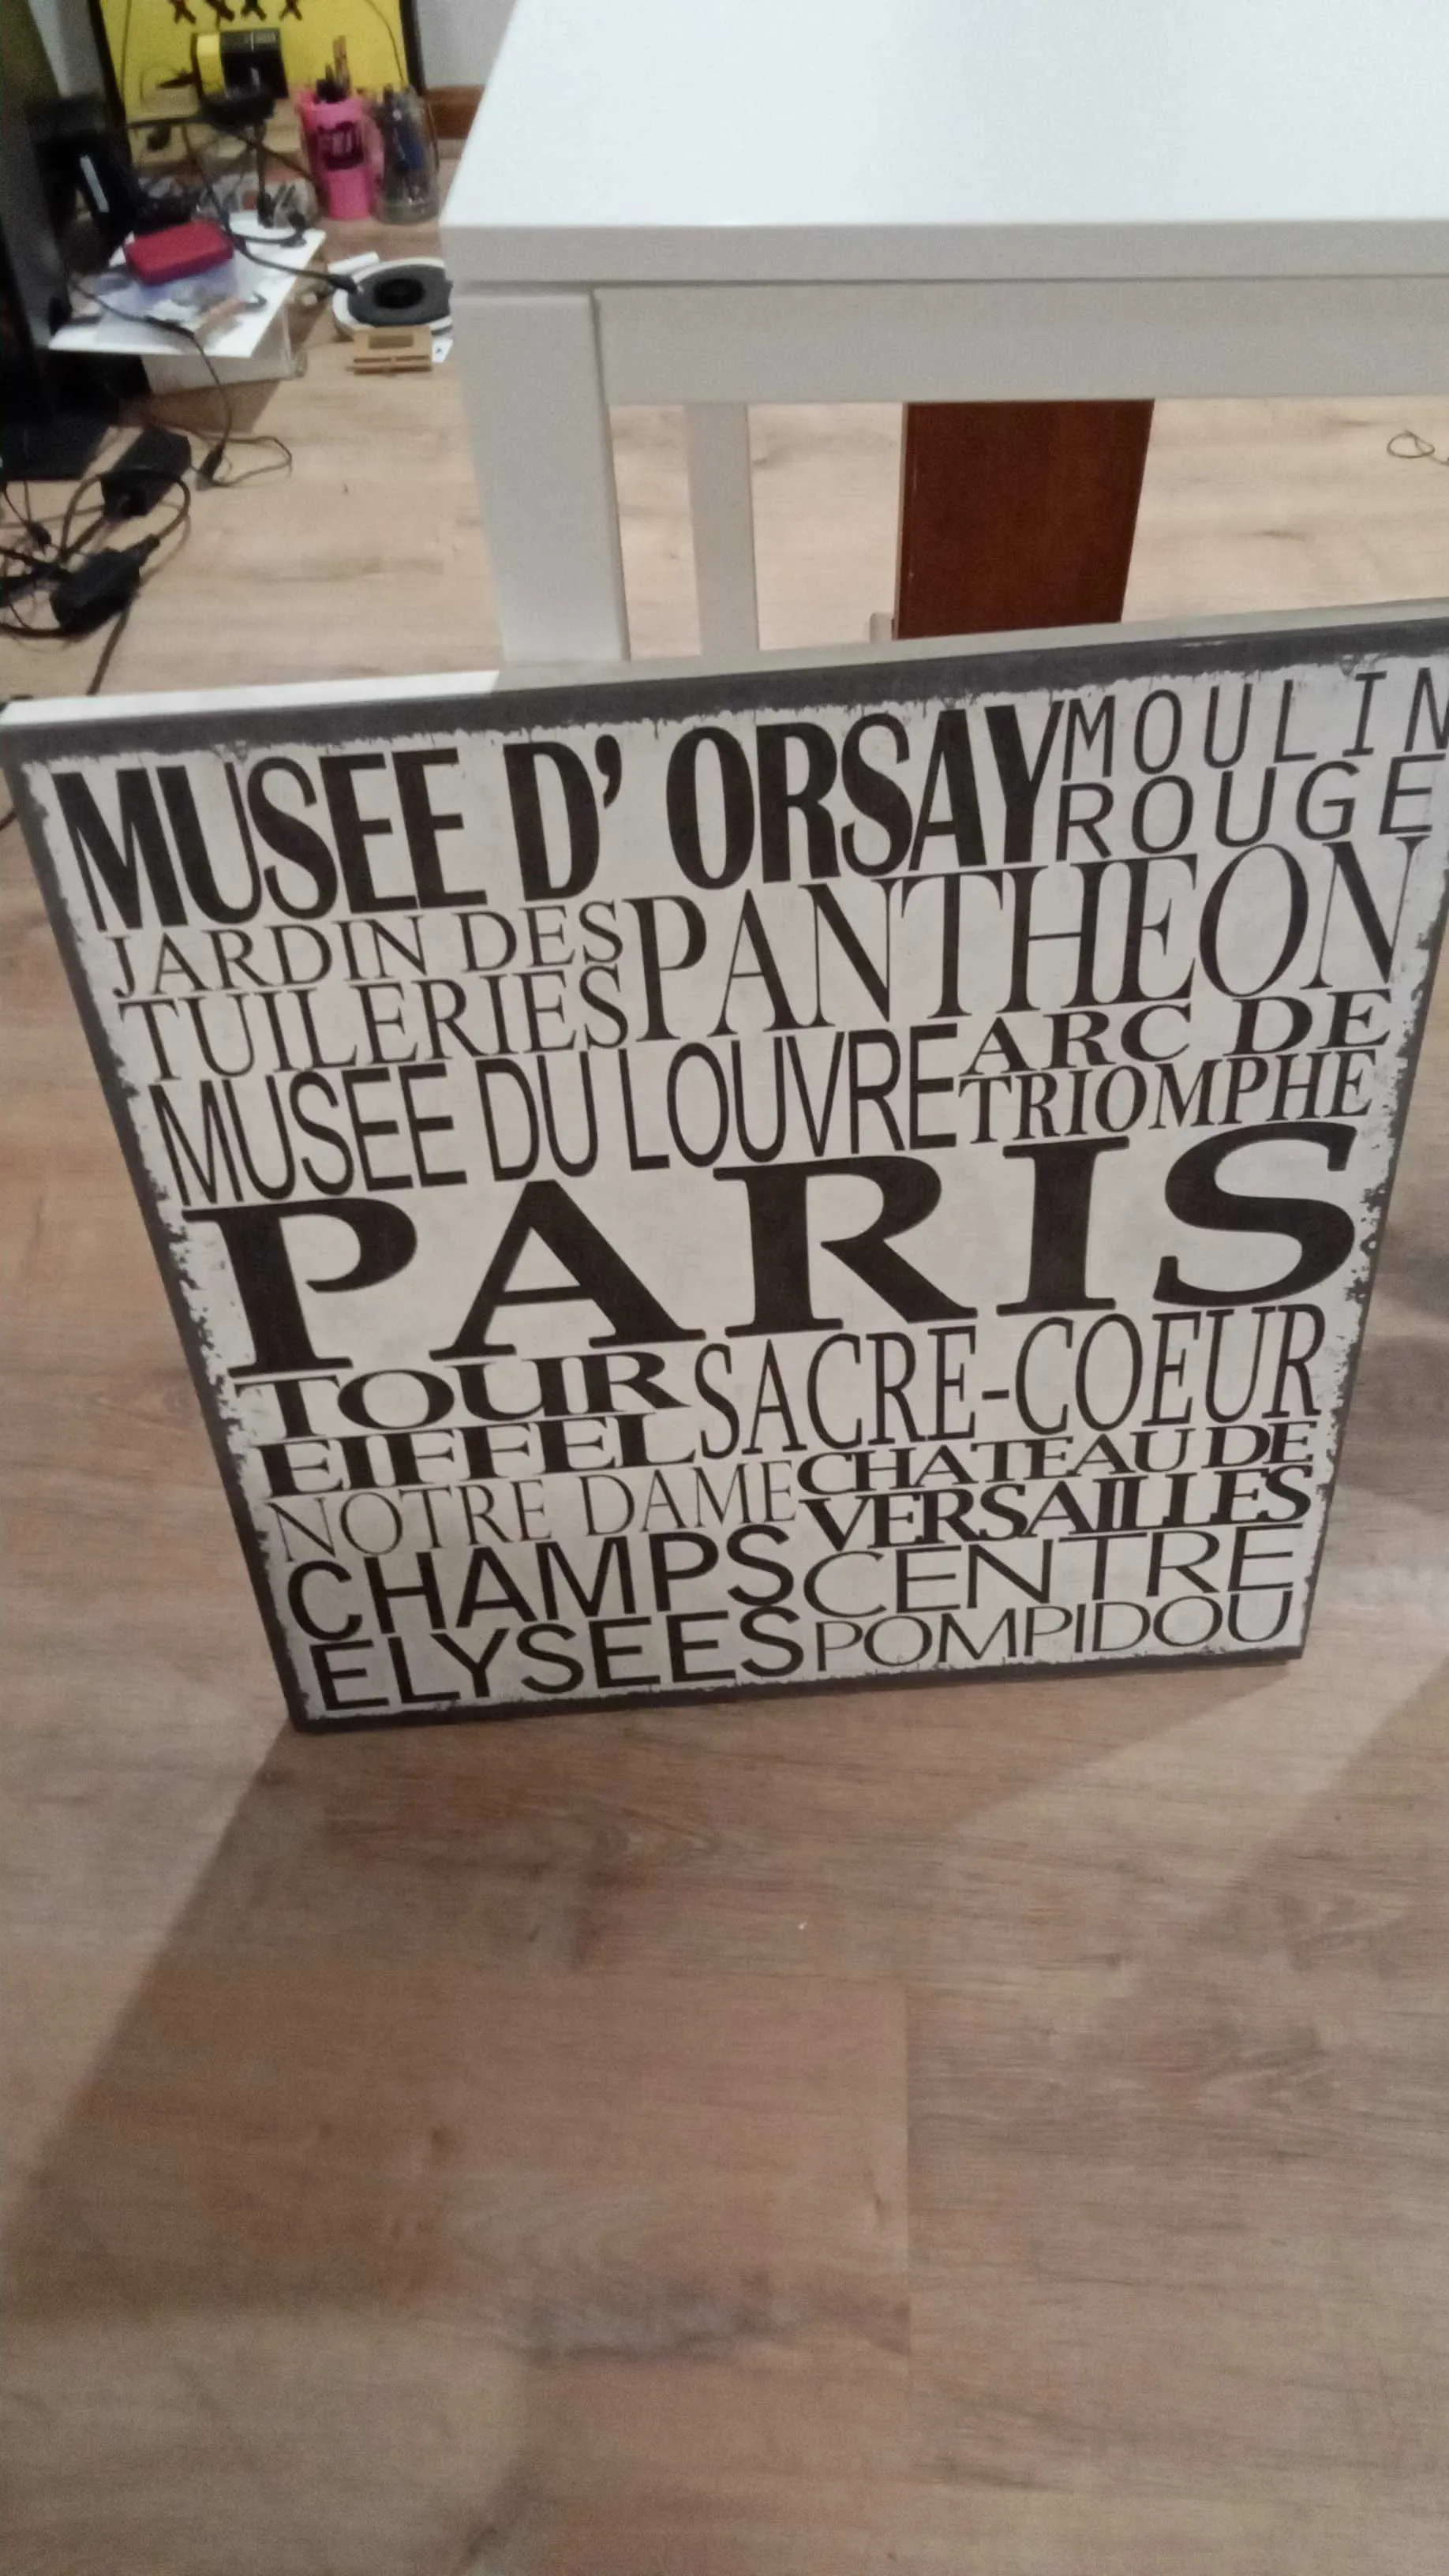 MUSEE D' ORSAY
MOULIN
ROUGE
JARDIN DES
TUILERIES
PANTHEON
MUSEE DU LOUVRE
ARC DE
TRIOMPHE
PARIS
TOUR
EIFFEL
SACRE-COEUR
NOTRE DAME
CHATEAU DE
VERSAILLES
CHAMPS
ELYSEES
CENTRE
POMPIDOU